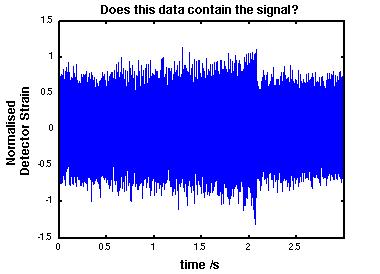 Does this data contain the signal?
1.5
1
0.5
0
-0.5
-1
-1.5
Normalised
Detector Strain
0 0.5 1 1.5 2 2.5
time /s